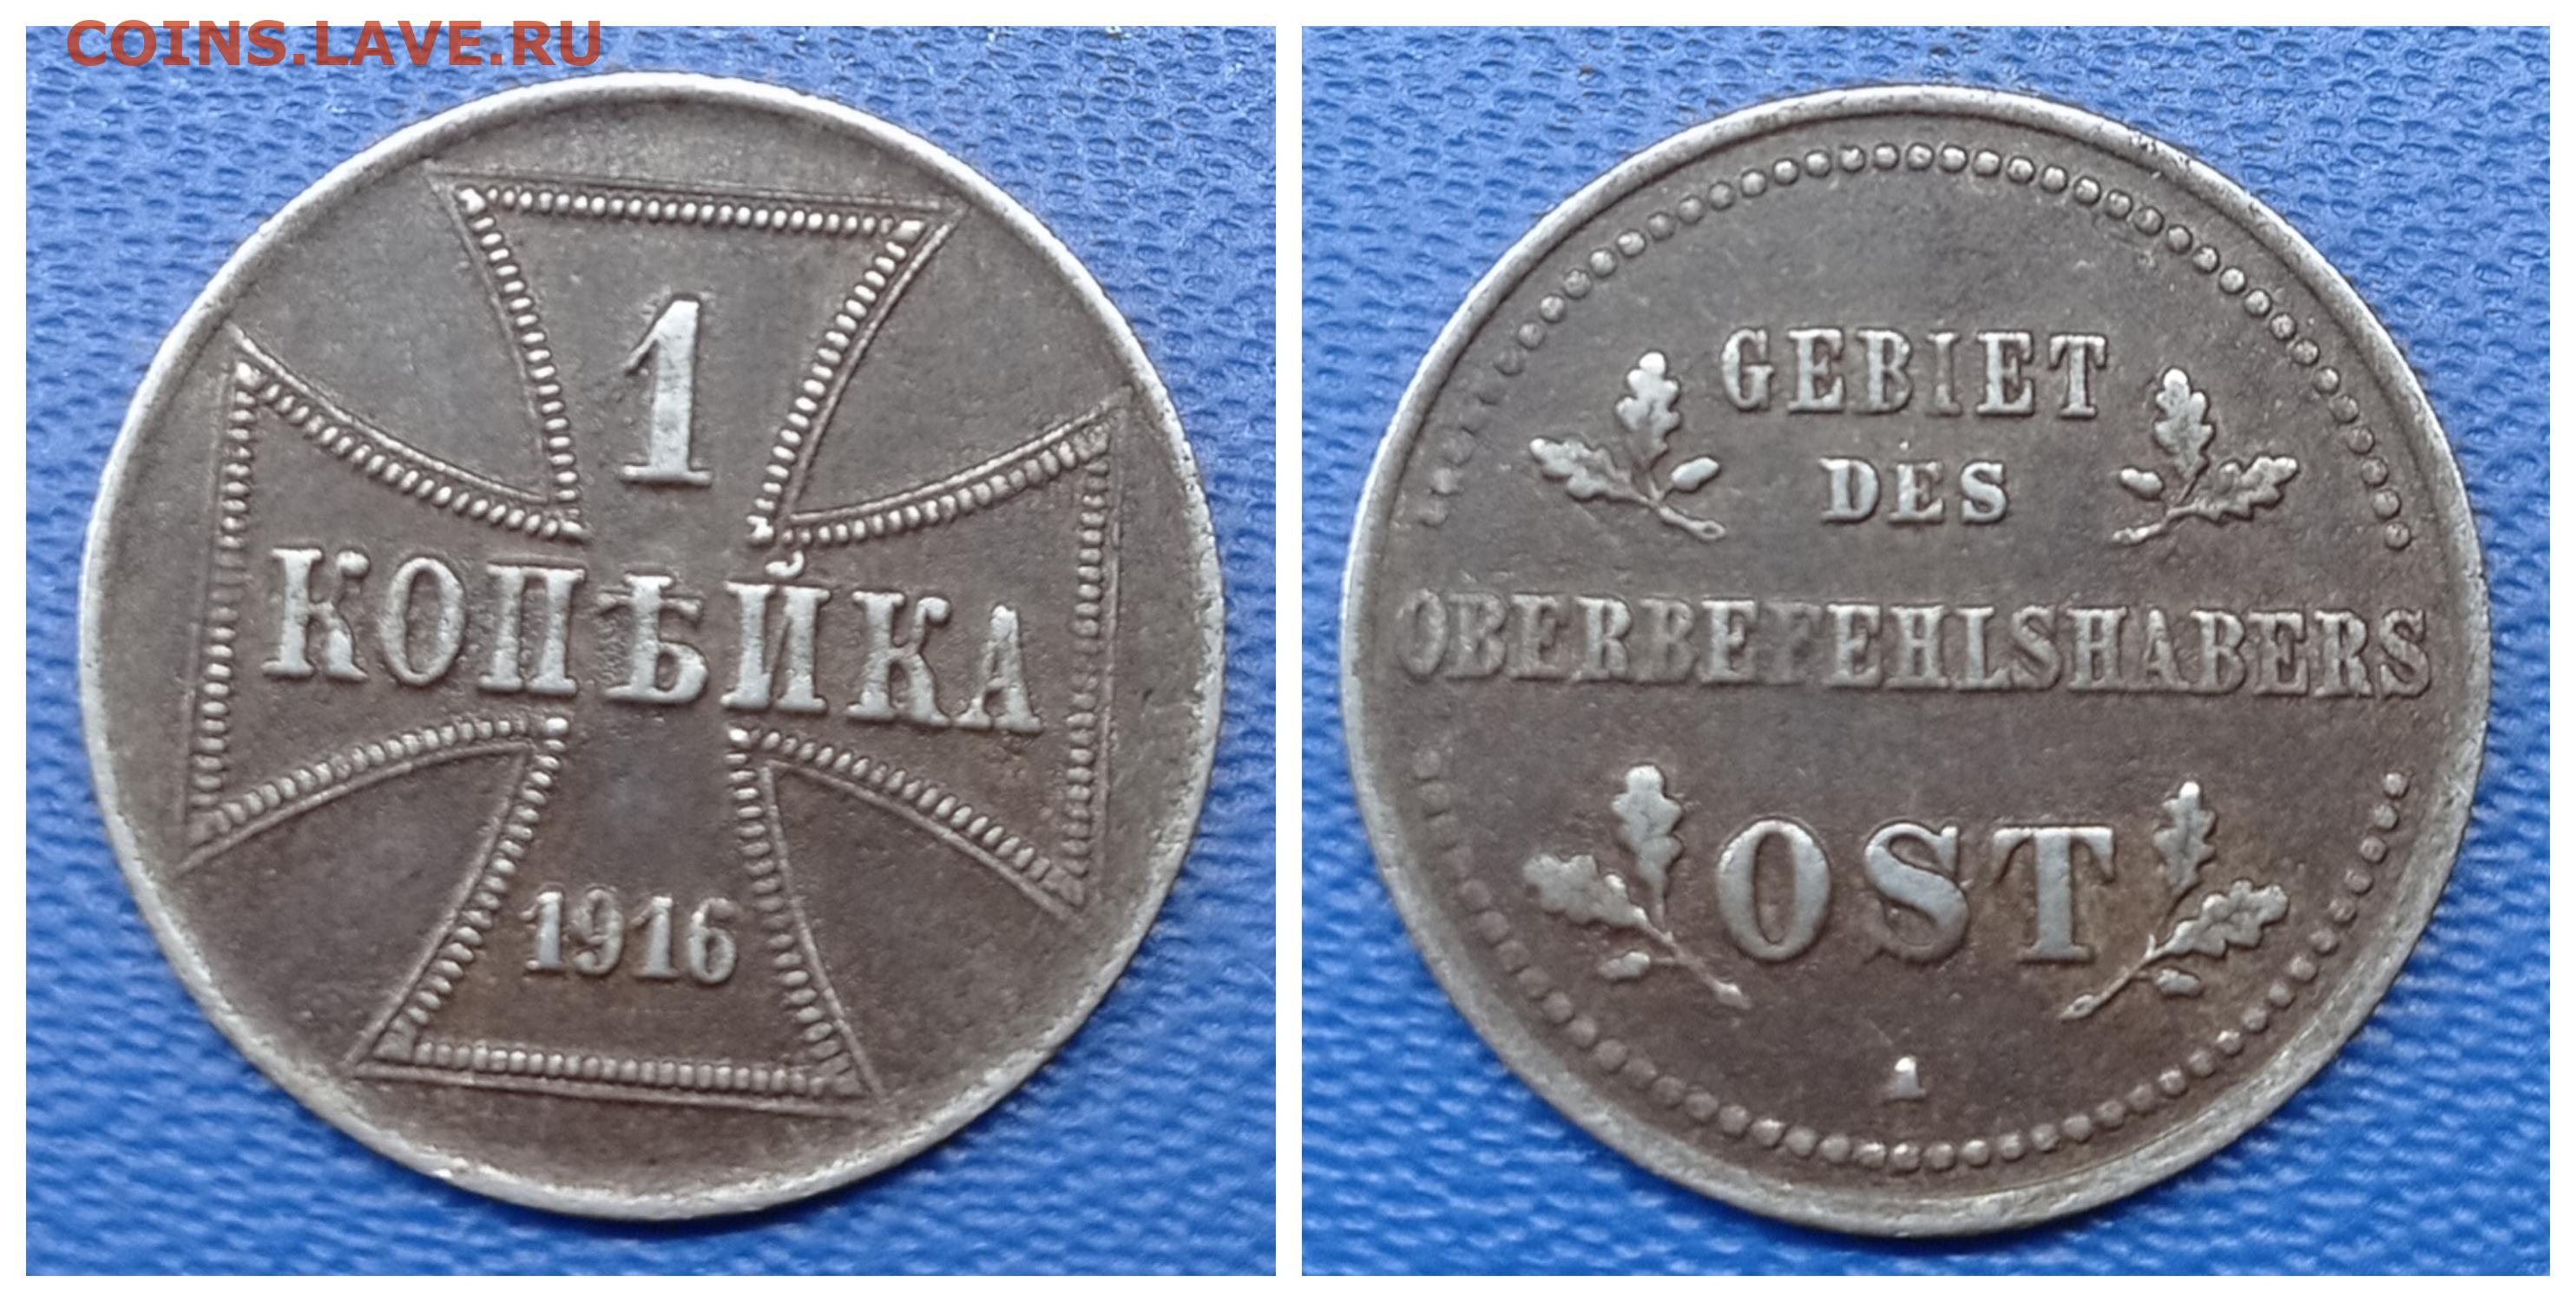 COINS.LAVE.RU
1
КОПѢЙКА
1916
GEBIET
DES
OBERBEFEHLSHABERS
OST
A